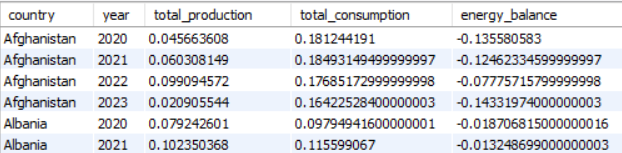 country year total_production total_consumption energy_balance
Afghanistan 2020 0.045663608 0.181244191 -0.135580583
Afghanistan 2021 0.060308149 0.18493149499999997 -0.12462334599999997
Afghanistan 2022 0.099094572 0.17685172999999998 -0.07775715799999998
Afghanistan 2023 0.020905544 0.16422528400000003 -0.14331974000000003
Albania 2020 0.079242601 0.09794941600000001 -0.018706815000000016
Albania 2021 0.102350368 0.115599067 -0.013248699000000003